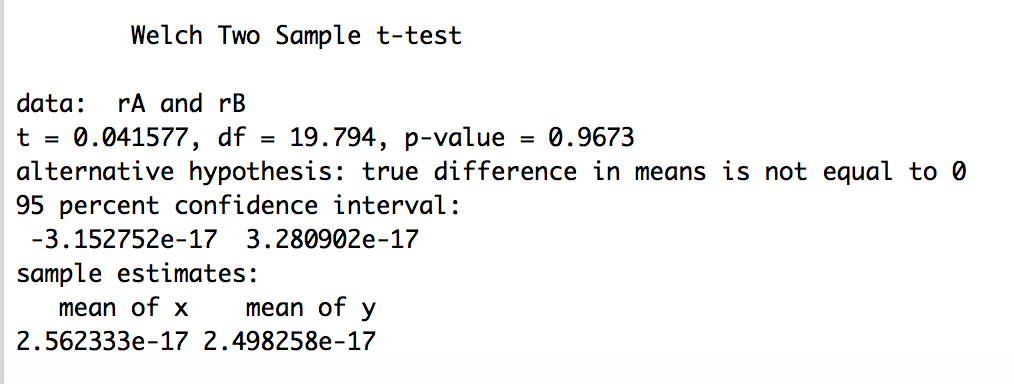 Welch Two Sample t-test
data:  rA and rB
t = 0.041577, df = 19.794, p-value = 0.9673
alternative hypothesis: true difference in means is not equal to 0
95 percent confidence interval:
 -3.152752e-17  3.280902e-17
sample estimates:
   mean of x    mean of y
2.562333e-17 2.498258e-17